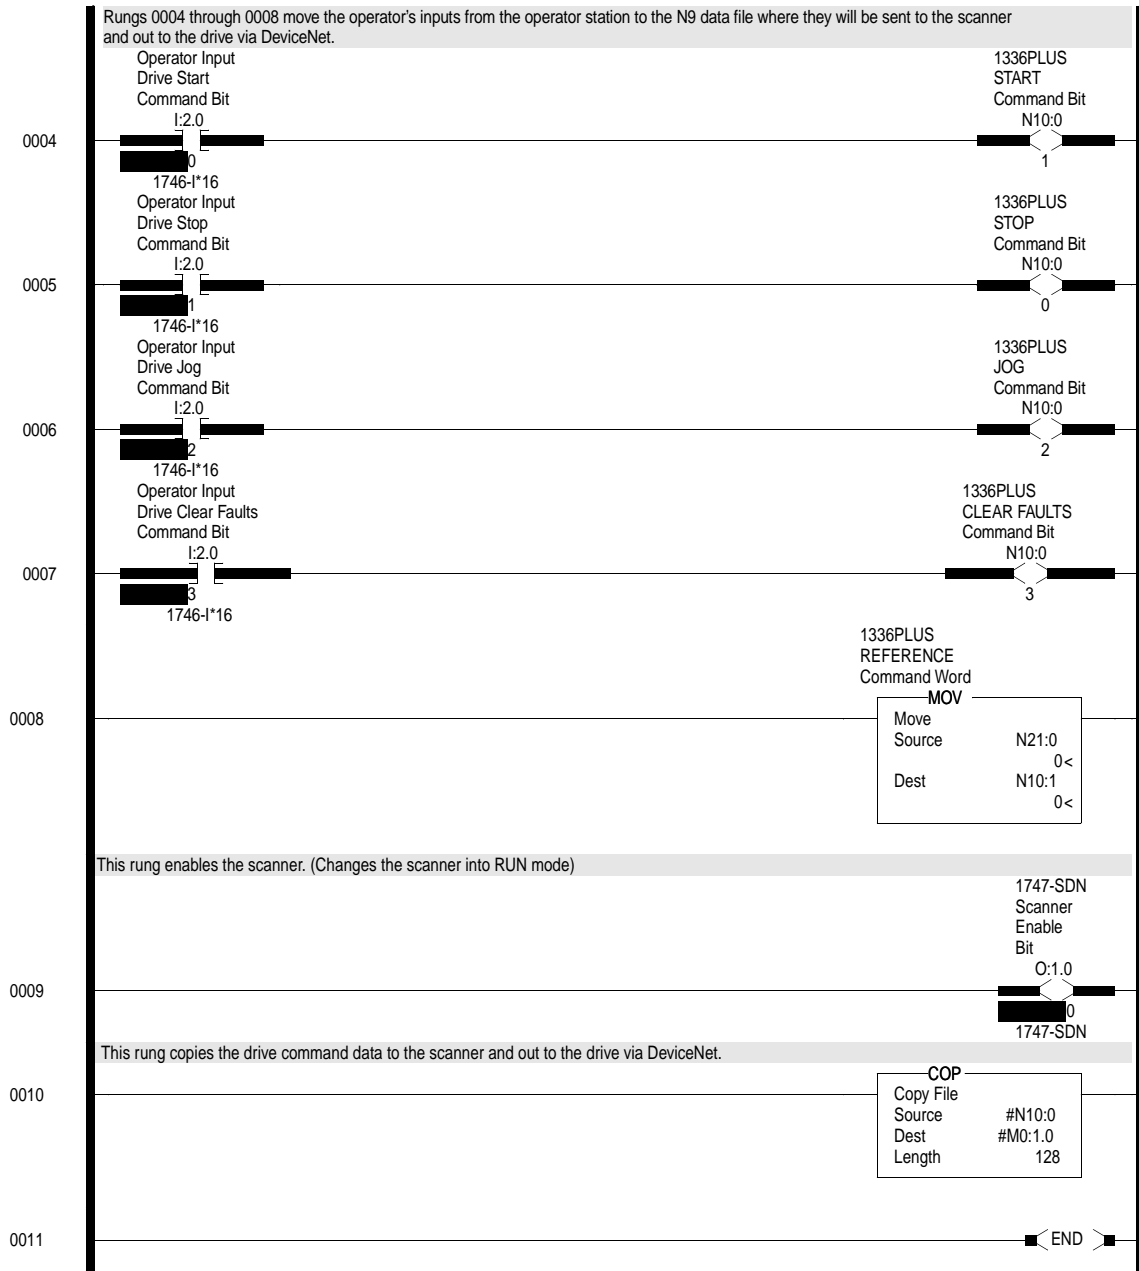 Rungs 0004 through 0008 move the operator's inputs from the operator station to the N9 data file where they will be sent to the scanner
and out to the drive via DeviceNet.
Operator Input
Drive Start
Command Bit
I:2.0
0
1746-I*16
1336PLUS
START
Command Bit
N10:0
1
0004
Operator Input
Drive Stop
Command Bit
I:2.0
1
1746-I*16
1336PLUS
STOP
Command Bit
N10:0
0
0005
Operator Input
Drive Jog
Command Bit
I:2.0
2
1746-I*16
1336PLUS
JOG
Command Bit
N10:0
2
0006
Operator Input
Drive Clear Faults
Command Bit
I:2.0
3
1746-I*16
1336PLUS
CLEAR FAULTS
Command Bit
N10:0
3
0007
1336PLUS
REFERENCE
Command Word
MOV
0008
Move
Source N21:0
0<
Dest N10:1
0<
This rung enables the scanner. (Changes the scanner into RUN mode)
1747-SDN
Scanner
Enable
Bit
O:1.0
0009
0
1747-SDN
This rung copies the drive command data to the scanner and out to the drive via DeviceNet.
COP
0010
Copy File
Source #N10:0
Dest #M0:1.0
Length 128
0011
END